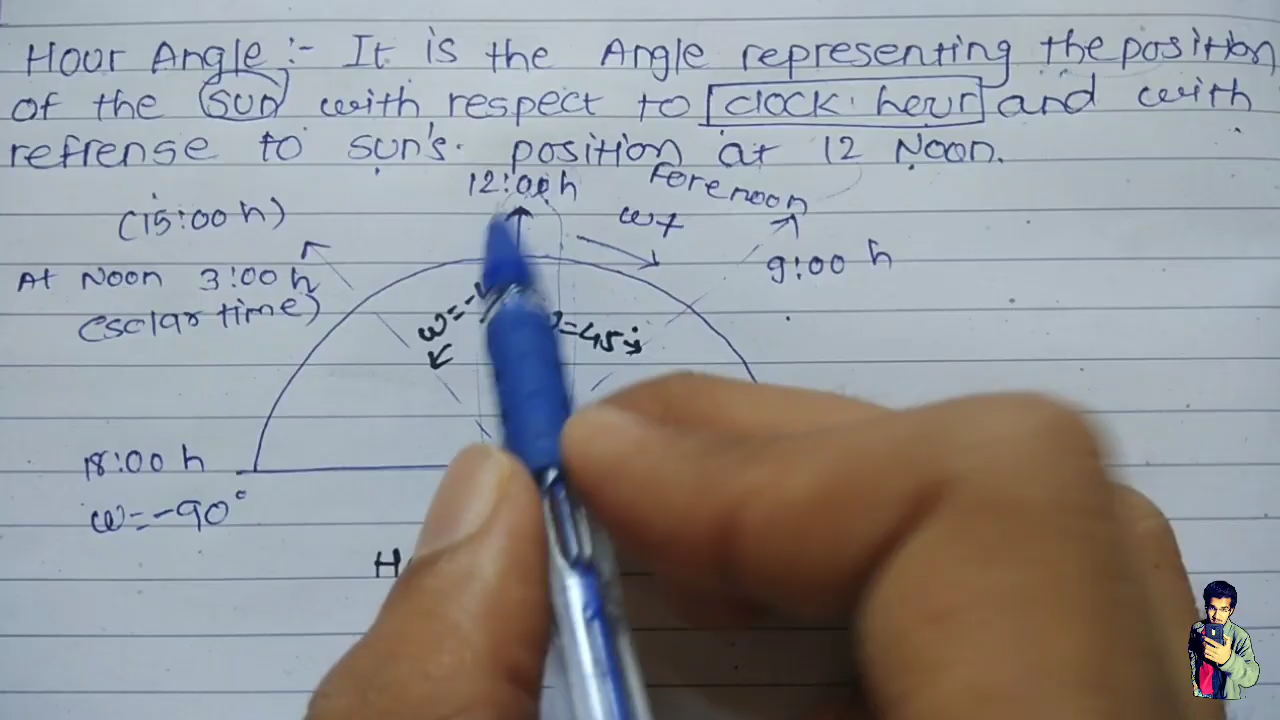 Hour Angle :- It is the Angle representing the position
of the sun with respect to clock hour and with
refrense to sun's position at 12 Noon.
12:00 h
Forenoon
(15:00 h)
w+
9:00 h
At Noon 3:00 h
(solar time)
w=-
=45
18:00 h
w=-90°
H